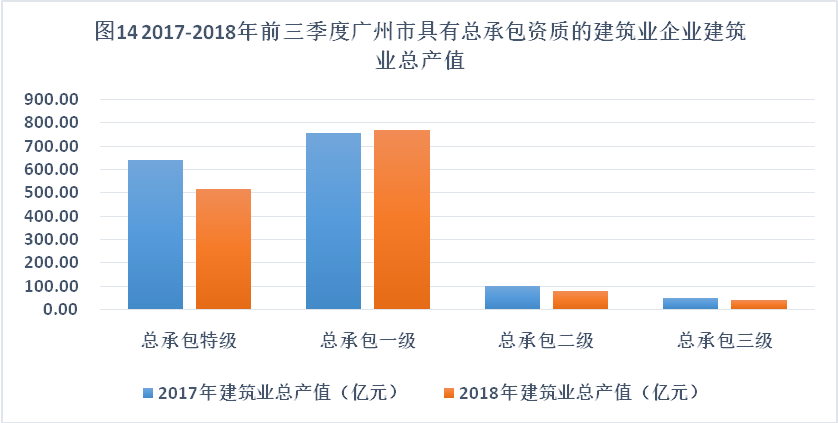 图14 2017-2018年前三季度广州市具有总承包资质的建筑业企业建筑
业总产值
900.00
800.00
700.00
600.00
500.00
400.00
300.00
200.00
100.00
0.00
总承包特级 总承包一级 总承包二级 总承包三级
2017年建筑业总产值（亿元） 2018年建筑业总产值（亿元）